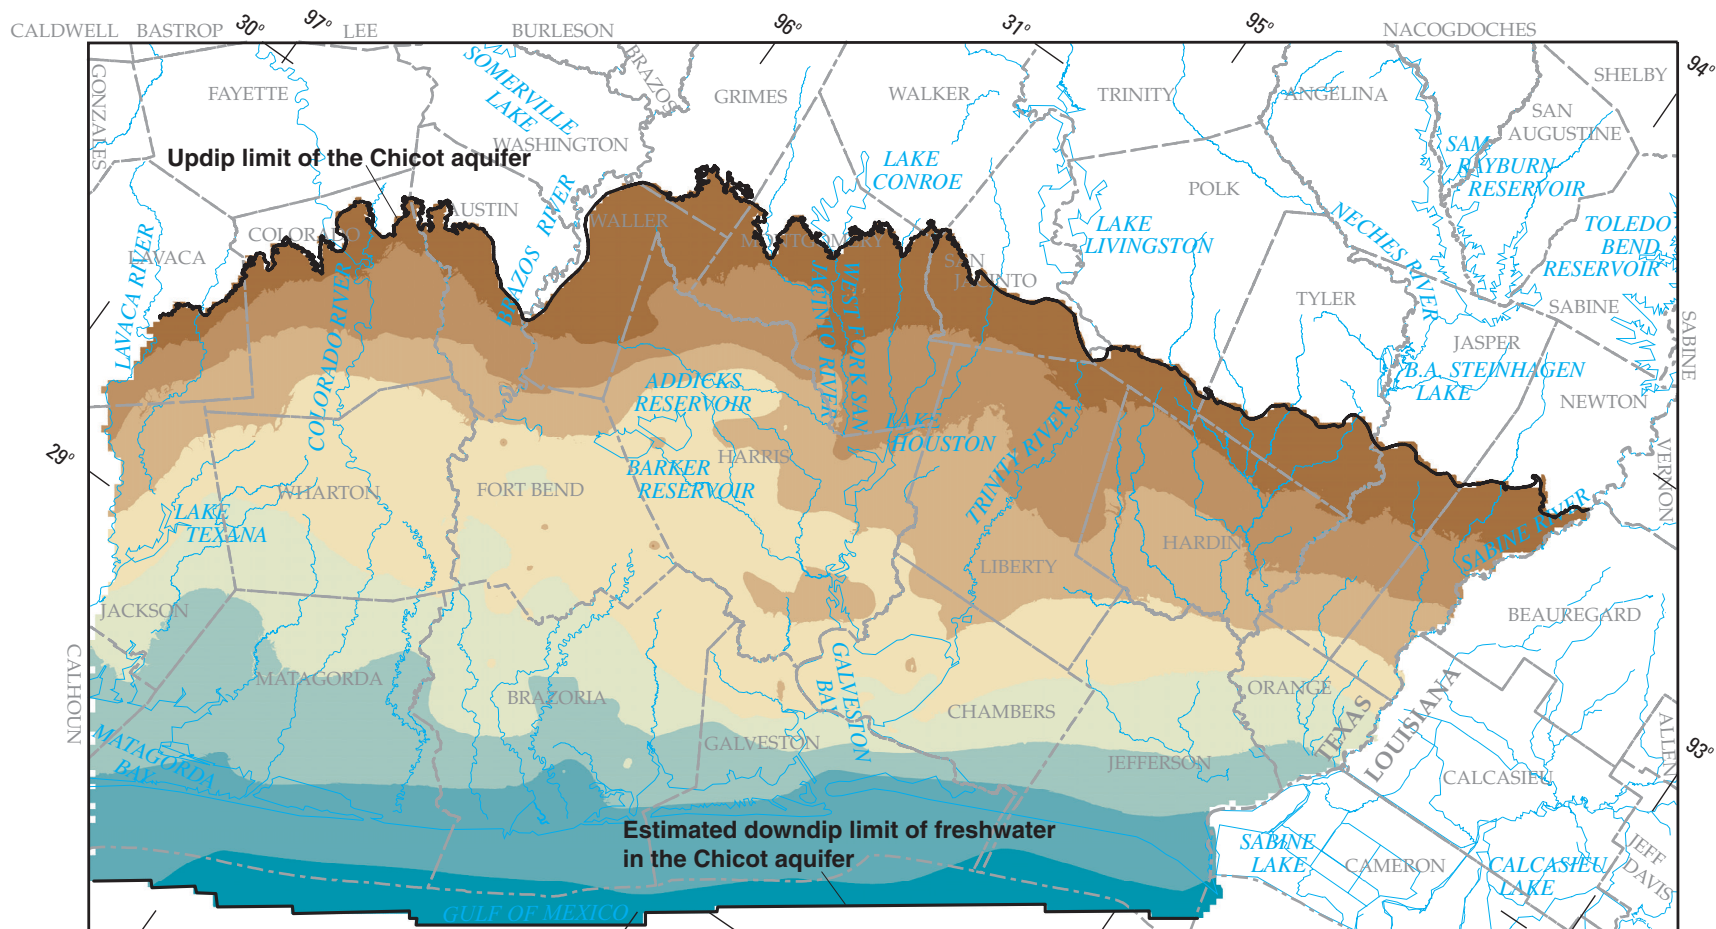 CALDWELL
BASTROP
30°
97°
LEE
BURLESON
96°
31°
95°
NACOGDOCHES
94°
GONZALES
FAYETTE
SOMERVILLE
LAKE
BRAZOS
GRIMES
WALKER
TRINITY
ANGELINA
SHELBY
SAN
AUGUSTINE
WASHINGTON
Updip limit of the Chicot aquifer
LAKE
CONROE
SAM
RAYBURN
RESERVOIR
POLK
AUSTIN
WALLER
COLORADO
MONTGOMERY
LAVACA
LAVACA RIVER
BRAZOS RIVER
COLORADO RIVER
SAN
JACINTO
LAKE
LIVINGSTON
NECHES RIVER
TOLEDO
BEND
RESERVOIR
TYLER
SABINE
JASPER
SABINE
WEST FORK SAN
JACINTO RIVER
B.A. STEINHAGEN
LAKE
NEWTON
ADDICKS
RESERVOIR
LAKE
HOUSTON
TRINITY RIVER
VERNON
29°
HARRIS
BARKER
RESERVOIR
WHARTON
FORT BEND
LAKE
TEXANA
SABINE RIVER
HARDIN
LIBERTY
JACKSON
BEAUREGARD
CALHOUN
MATAGORDA
BRAZORIA
GALVESTON
BAY
ORANGE
CHAMBERS
TEXAS
LOUISIANA
ALLEN
93°
MATAGORDA
BAY
GALVESTON
JEFFERSON
CALCASIEU
Estimated downdip limit of freshwater
in the Chicot aquifer
SABINE
LAKE
CAMERON
CALCASIEU
LAKE
JEFF
DAVIS
GULF OF MEXICO